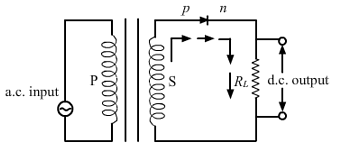 p n
P S R_L d.c. output
a.c. input